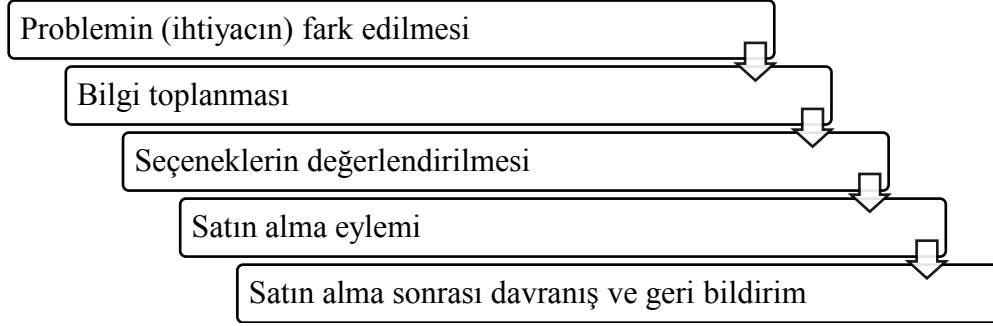 Problemin (ihtiyacın) fark edilmesi
Bilgi toplanması
Seçeneklerin değerlendirilmesi
Satın alma eylemi
Satın alma sonrası davranış ve geri bildirim